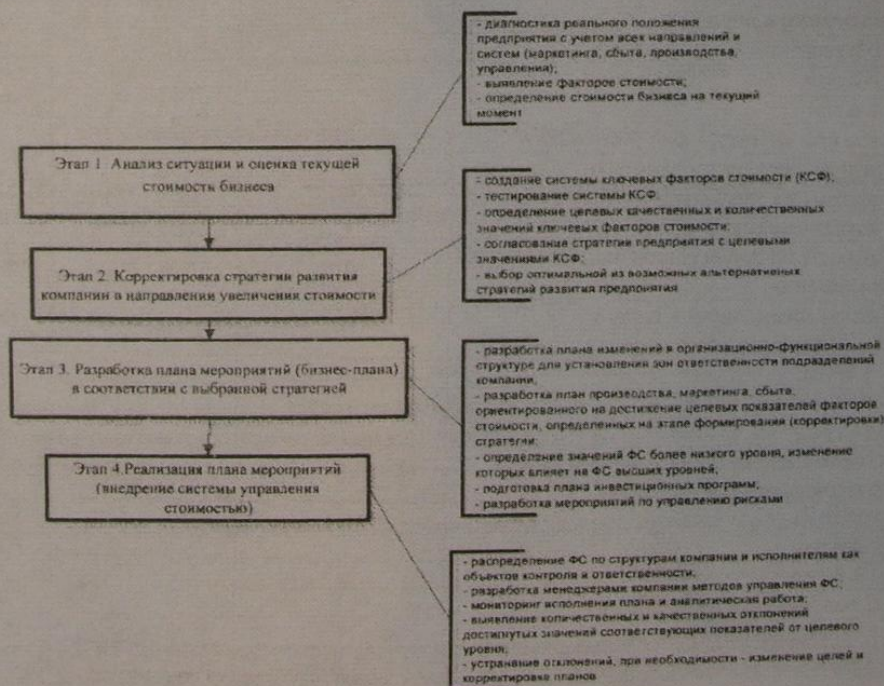 Этап 1. Анализ ситуации и оценка текущей
стоимость бизнеса
- диагностика реального положения
предприятия с учетом всех направлений и
систем (маркетинга, сбыта, производства,
управления);
- выявление факторов стоимости;
- определение стоимости бизнеса на текущий
момент
Этап 2. Корректировка стратегии развития
компании в направлении увеличения стоимости
- создание системы ключевых факторов стоимости (КСФ);
- тестирование системы КСФ;
- определение целевых качественных и количественных
значений ключевых факторов стоимости;
- согласование стратегии предприятия с целевыми
значениями КСФ;
- выбор оптимальной из возможных альтернативных
стратегий развития предпонятия
Этап 3. Разработка плана мероприятий (бизнес-плана)
в соответствии с выбранной стратегией
- разработка плана изменений в организационно-функциональной
структуре для установления зон ответственности подразделений
компании,
- разработка план производства, маркетинга, сбыта,
ориентированного на достижение целевых показателей факторов
стоимости, определенных на этапе формирования (корректировки)
стратегии;
- определение значений ФС более низкого уровня, изменение
которых влияет на ФС высших уровней;
- подготовка плана инвестиционных программ;
- разработка мероприятий по управлению рисками
Этап 4.Реализация плана мероприятий
(внедрение системы управления
стоимостью)
- распределение ФС по структурам компании и исполнителям как
объектов контроля и ответственности,
- разработка менеджерами компании методов управления ФС;
- мониторинг исполнения плана и аналитическая работа;
- выявление количественных и качественных отклонений
достигнутых значений соответствующих показателей от целевого
уровня;
- устранение отклонений, при необходимости - изменение целей и
корректировка планов